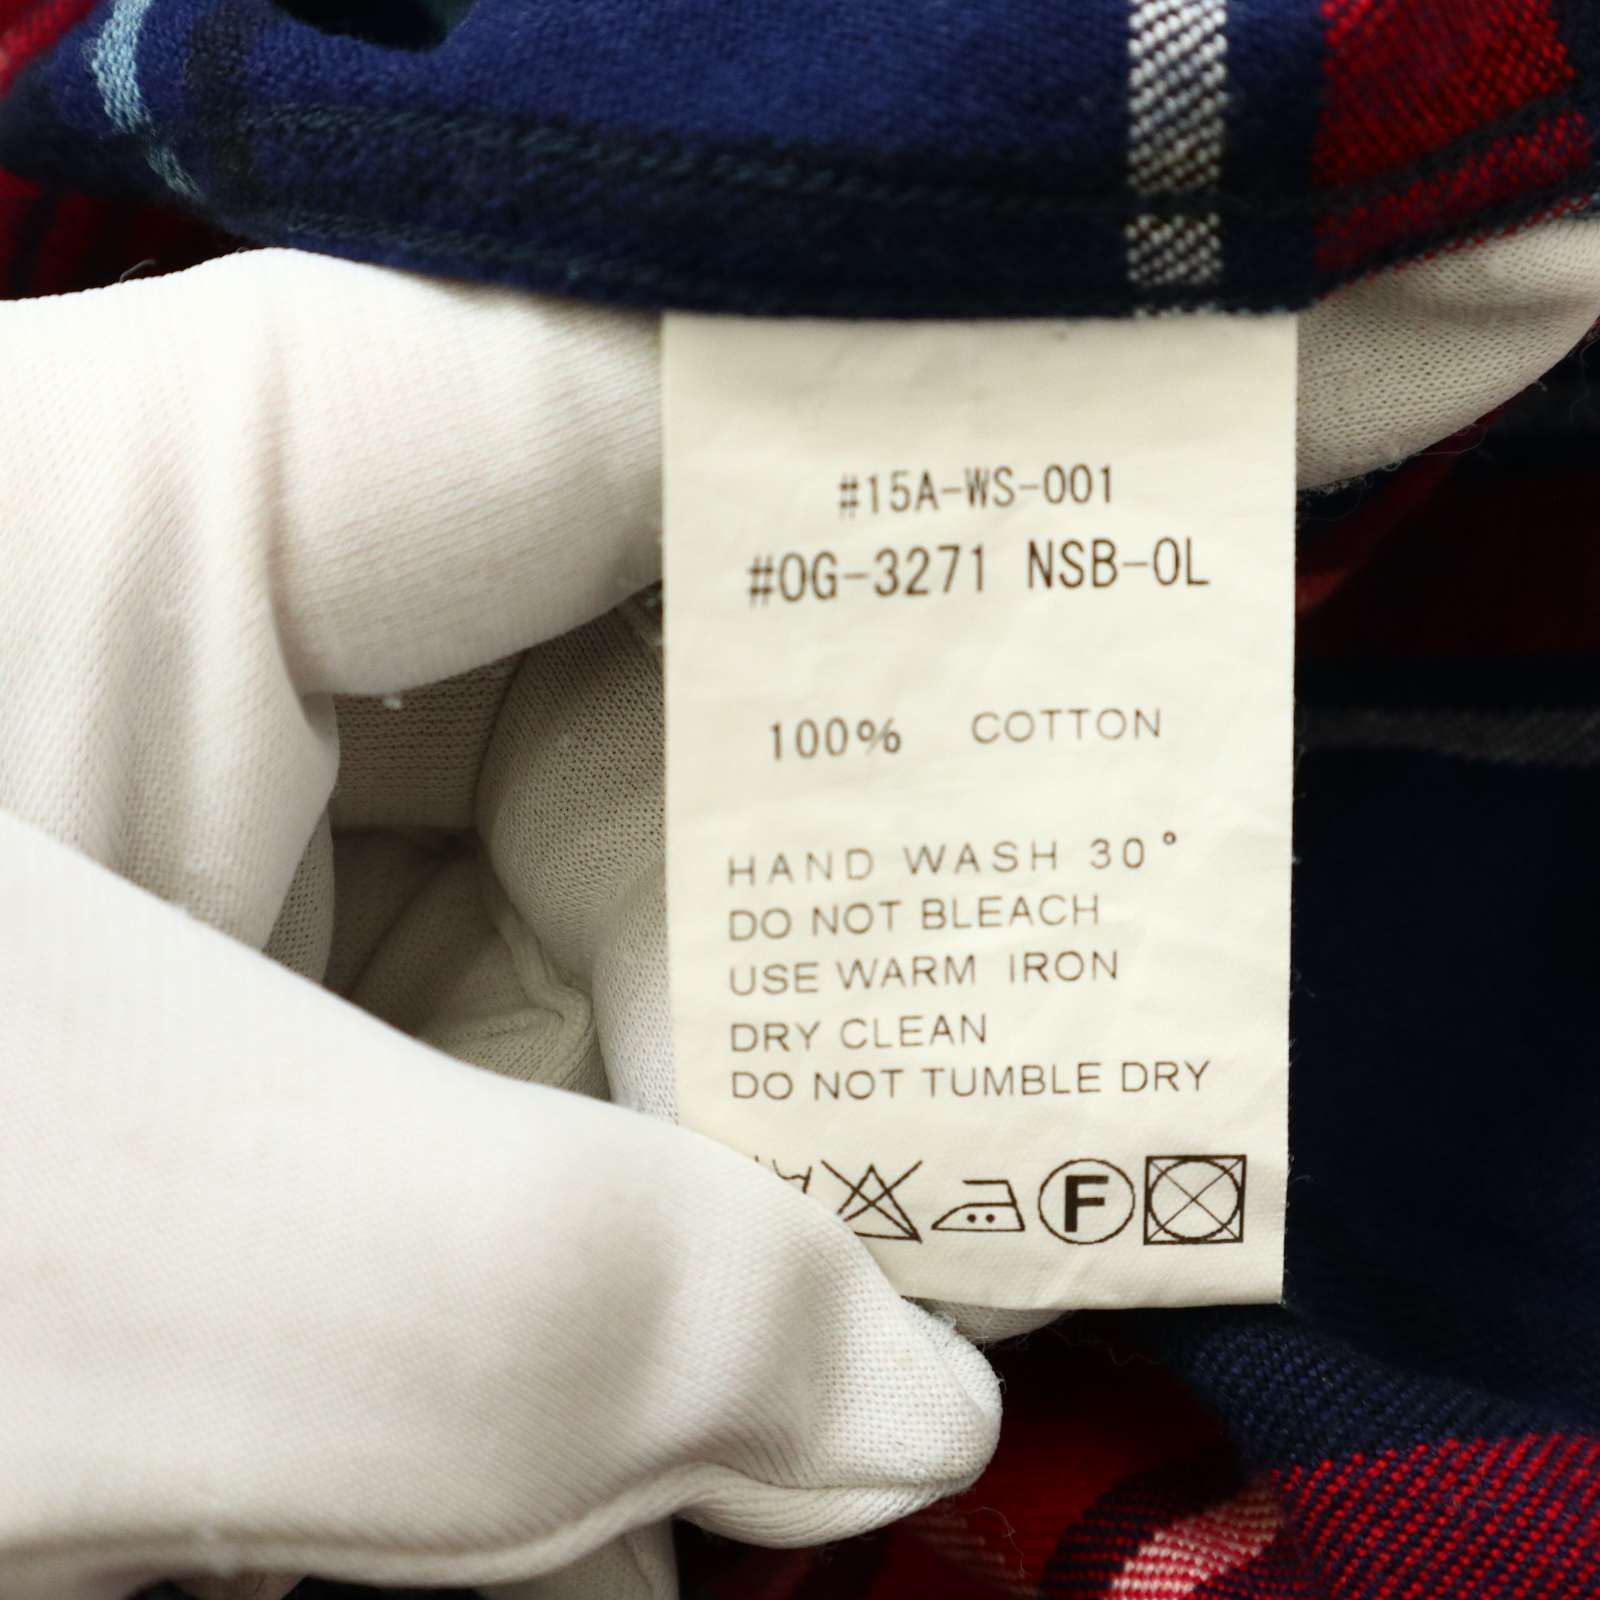 #15A-WS-001
#OG-3271 NSB-OL
100% COTTON
HAND WASH 30°
DO NOT BLEACH
USE WARM IRON
DRY CLEAN
DO NOT TUMBLE DRY
F